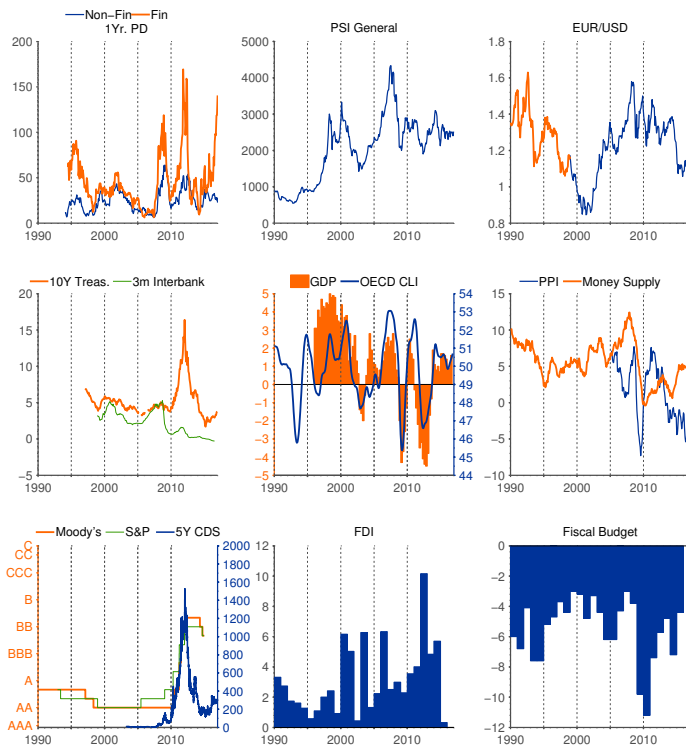 Non−Fin Fin
1Yr. PD
200
150
100
50
0
1990 2000 2010
PSI General
5000
4000
3000
2000
1000
0
1990 2000 2010
EUR/USD
1.8
1.6
1.4
1.2
1
0.8
1990 2000 2010
10Y Treas. 3m Interbank
20
15
10
5
0
−5
1990 2000 2010
GDP OECD CLI
5 54
4 53
3 52
2 51
1 50
0 49
−1 48
−2 47
−3 46
−4 45
−5 44
1990 2000 2010
PPI Money Supply
15
10
5
0
−5
−10
1990 2000 2010
Moody's S&P 5Y CDS
C 2000
CC 1800
CCC 1600
B 1400
BB 1200
BBB 1000
A 800
AA 600
AAA 400
200
0
1990 2000 2010
FDI
12
10
8
6
4
2
0
1990 2000 2010
Fiscal Budget
0
−2
−4
−6
−8
−10
−12
1990 2000 2010